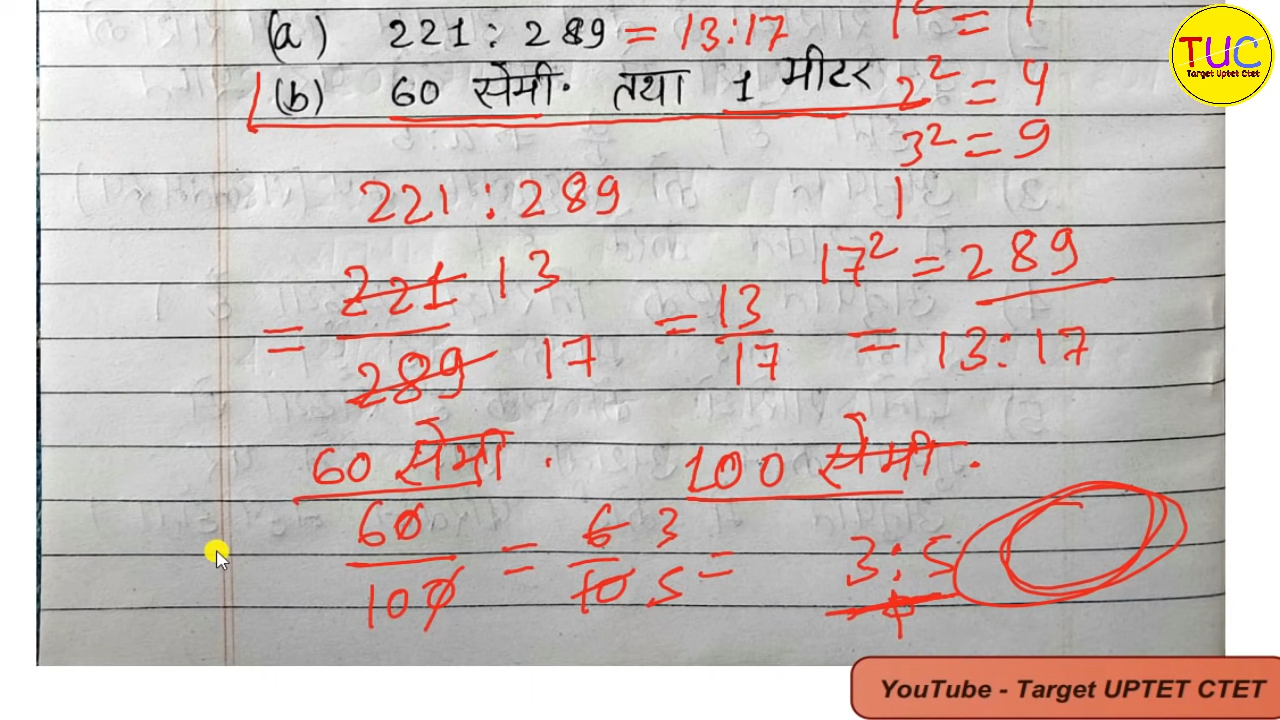 (a) 221 : 289 = 13:17
1² = 1
TUC
Target Uptet Ctet
(b) 60 सेमी. तथा 1 मीटर
2² = 4
3² = 9
221 : 289
1
17² = 289
= 221/289 13/17 = 13/17 = 13:17
60 सेमी. 100 सेमी.
60/100 = 6/10 3/5 = 3:5
YouTube - Target UPTET CTET